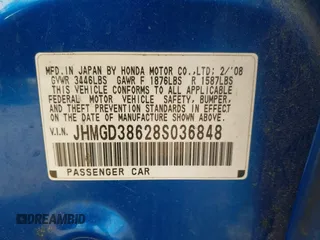 MFD. IN JAPAN BY HONDA MOTOR CO.,LTD. 2/'08
GVWR 3446LBS GAWR F 1876LBS R 1587LBS
THIS VEHICLE CONFORMS TO ALL APPLICABLE
FEDERAL MOTOR VEHICLE SAFETY, BUMPER,
AND THEFT PREVENTION STANDARDS IN EFFECT
ON THE DATE OF MANUFACTURE SHOWN ABOVE.
V.I.N. JHMGD38628S036848
PASSENGER CAR
DREAMBID